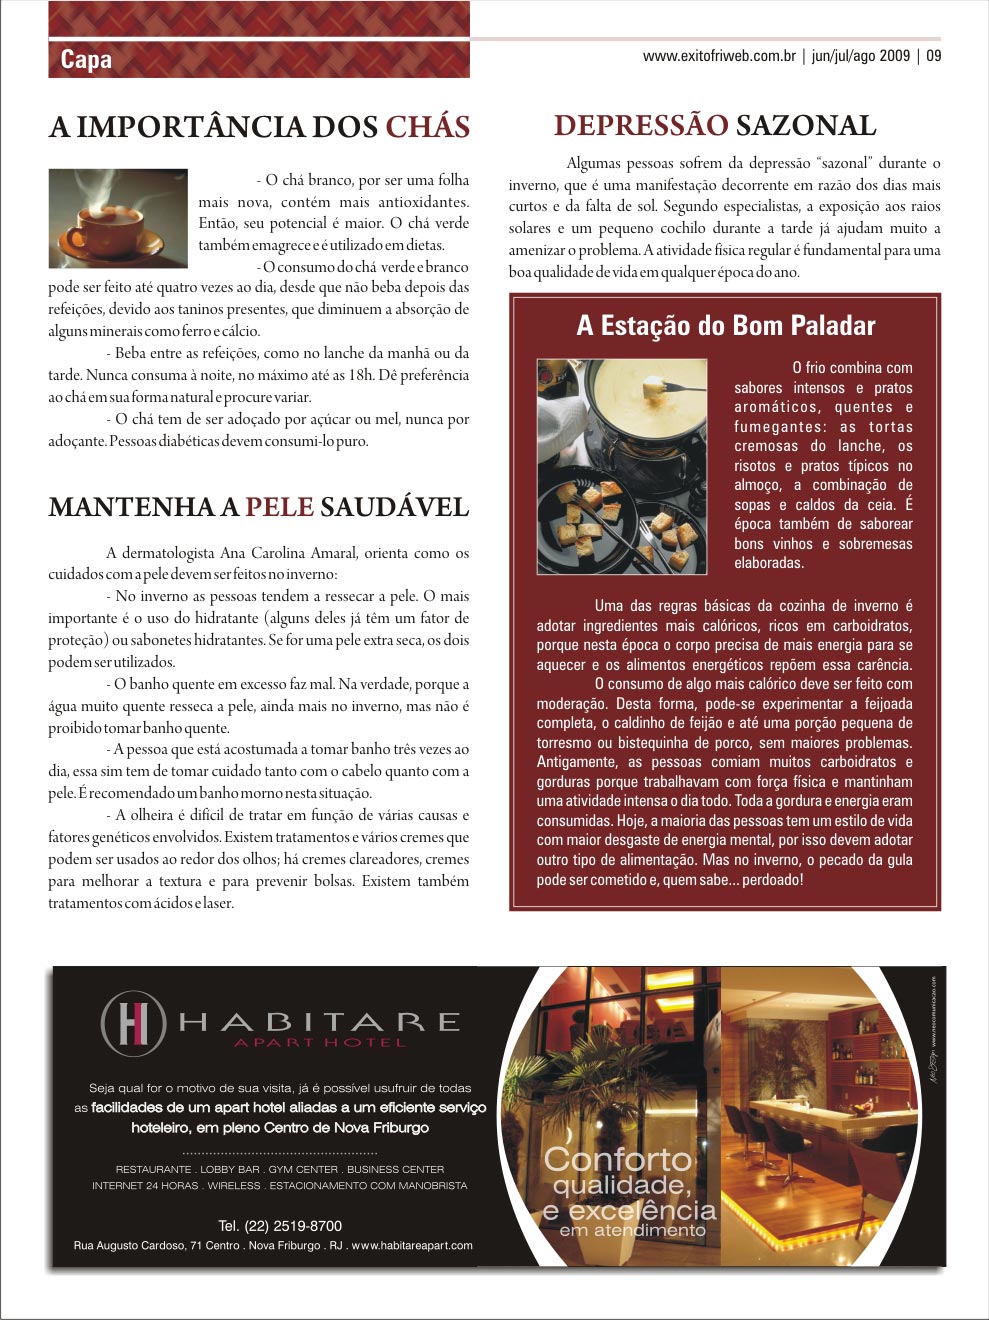 Capa
www.exitofriweb.com.br | jun/jul/ago 2009 | 09
A IMPORTÂNCIA DOS CHÁS
- O chá branco, por ser uma folha
mais nova, contém mais antioxidantes.
Então, seu potencial é maior. O chá verde
também emagrece e é utilizado em dietas.
- O consumo do chá verde e branco
pode ser feito até quatro vezes ao dia, desde que não beba depois das
refeições, devido aos taninos presentes, que diminuem a absorção de
alguns minerais como ferro e cálcio.
- Beba entre as refeições, como no lanche da manhã ou da
tarde. Nunca consuma à noite, no máximo até as 18h. Dê preferência
ao chá em sua forma natural e procure variar.
- O chá tem de ser adoçado por açúcar ou mel, nunca por
adoçante. Pessoas diabéticas devem consumi-lo puro.
MANTENHA A PELE SAUDÁVEL
A dermatologista Ana Carolina Amaral, orienta como os
cuidados com a pele devem ser feitos no inverno:
- No inverno as pessoas tendem a ressecar a pele. O mais
importante é o uso do hidratante (alguns deles já têm um fator de
proteção) ou sabonetes hidratantes. Se for uma pele extra seca, os dois
podem ser utilizados.
- O banho quente em excesso faz mal. Na verdade, porque a
água muito quente resseca a pele, ainda mais no inverno, mas não é
proibido tomar banho quente.
- A pessoa que está acostumada a tomar banho três vezes ao
dia, essa sim tem de tomar cuidado tanto com o cabelo quanto com a
pele. É recomendado um banho morno nesta situação.
- A olheira é difícil de tratar em função de várias causas e
fatores genéticos envolvidos. Existem tratamentos e vários cremes que
podem ser usados ao redor dos olhos; há cremes clareadores, cremes
para melhorar a textura e para prevenir bolsas. Existem também
tratamentos com ácidos e laser.
DEPRESSÃO SAZONAL
Algumas pessoas sofrem da depressão “sazonal” durante o
inverno, que é uma manifestação decorrente em razão dos dias mais
curtos e da falta de sol. Segundo especialistas, a exposição aos raios
solares e um pequeno cochilo durante a tarde já ajudam muito a
amenizar o problema. A atividade física regular é fundamental para uma
boa qualidade de vida em qualquer época do ano.
A Estação do Bom Paladar
O frio combina com
sabores intensos e pratos
aromáticos, quentes e
fumegantes: as tortas
cremosas do lanche, os
risotos e pratos típicos no
almoço, a combinação de
sopas e caldos da ceia. É
época também de saborear
bons vinhos e sobremesas
elaboradas.
Uma das regras básicas da cozinha de inverno é
adotar ingredientes mais calóricos, ricos em carboidratos,
porque nesta época o corpo precisa de mais energia para se
aquecer e os alimentos energéticos repõem essa carência.
O consumo de algo mais calórico deve ser feito com
moderação. Desta forma, pode-se experimentar a feijoada
completa, o caldinho de feijão e até uma porção pequena de
torresmo ou bistequinha de porco, sem maiores problemas.
Antigamente, as pessoas comiam muitos carboidratos e
gorduras porque trabalhavam com força física e mantinham
uma atividade intensa o dia todo. Toda a gordura e energia eram
consumidas. Hoje, a maioria das pessoas tem um estilo de vida
com maior desgaste de energia mental, por isso devem adotar
outro tipo de alimentação. Mas no inverno, o pecado da gula
pode ser cometido e, quem sabe... perdoado!
HABITARE
APART HOTEL
Seja qual for o motivo de sua visita, já é possível usufruir de todas
as facilidades de um apart hotel aliadas a um eficiente serviço
hoteleiro, em pleno Centro de Nova Friburgo
RESTAURANTE . LOBBY BAR . GYM CENTER . BUSINESS CENTER
INTERNET 24 HORAS . WIRELESS . ESTACIONAMENTO COM MANOBRISTA
Tel. (22) 2519-8700
Rua Augusto Cardoso, 71 Centro . Nova Friburgo . RJ . www.habitareapart.com
Conforto
qualidade,
e excelência
em atendimento